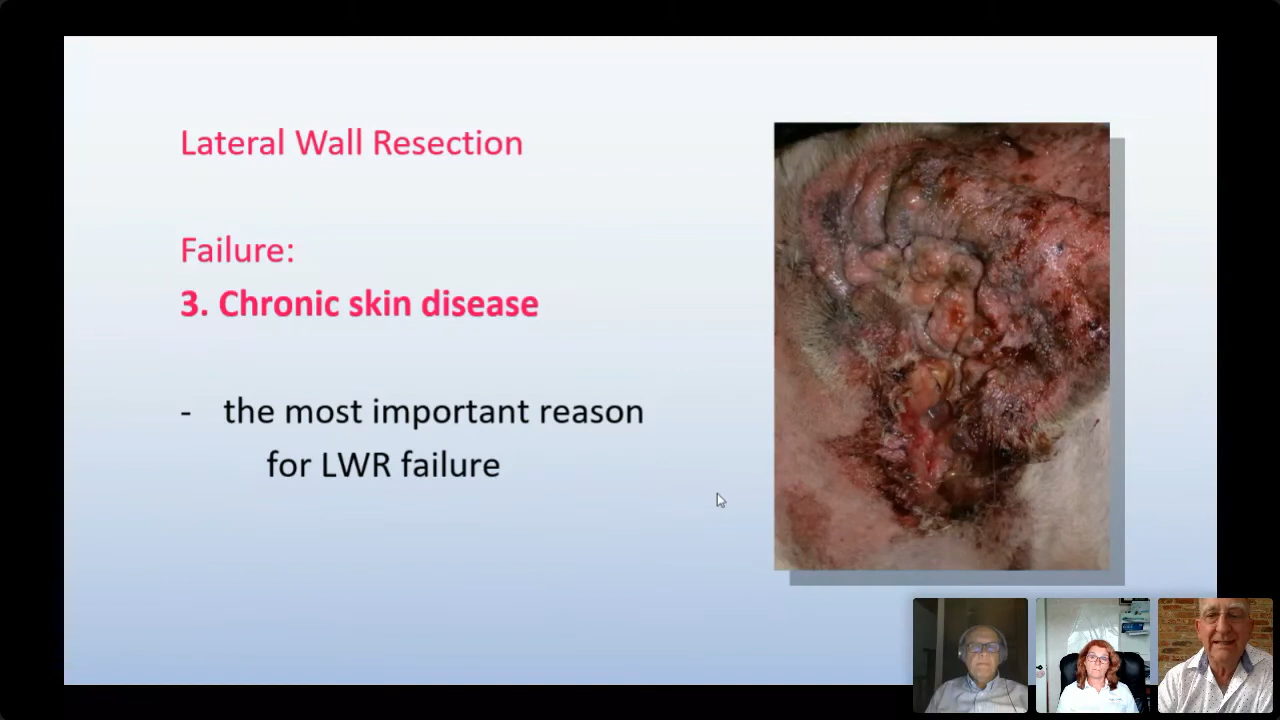 Lateral Wall Resection
Failure:
3. Chronic skin disease
- the most important reason
for LWR failure